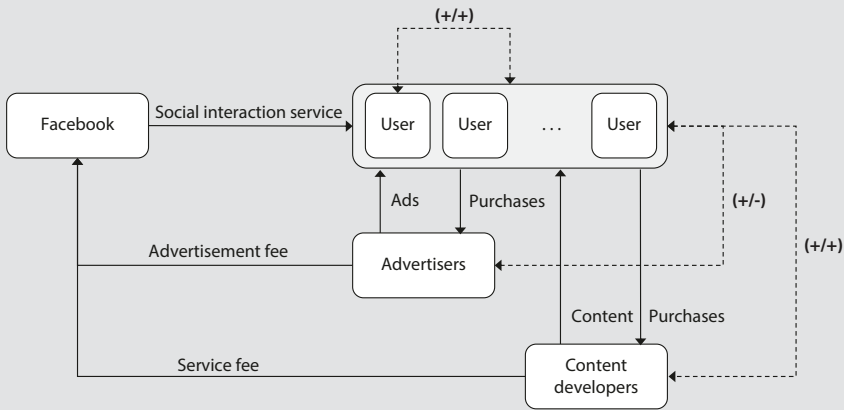 (+/+)
Facebook
Social interaction service
User
User
...
User
Ads
Purchases
(+/-)
Advertisement fee
Advertisers
(+/+)
Content
Purchases
Service fee
Content
developers